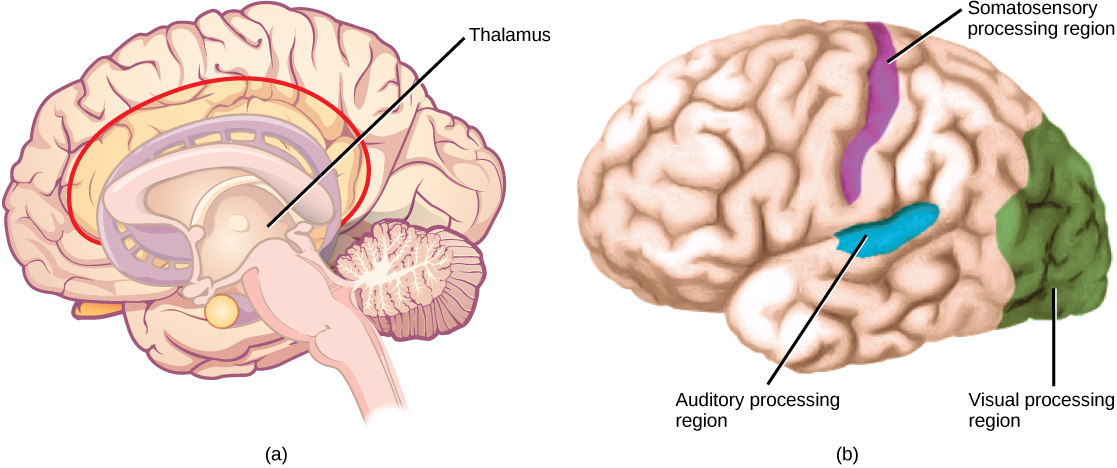 Thalamus
(a)
Somatosensory
processing region
Auditory processing
region
Visual processing
region
(b)